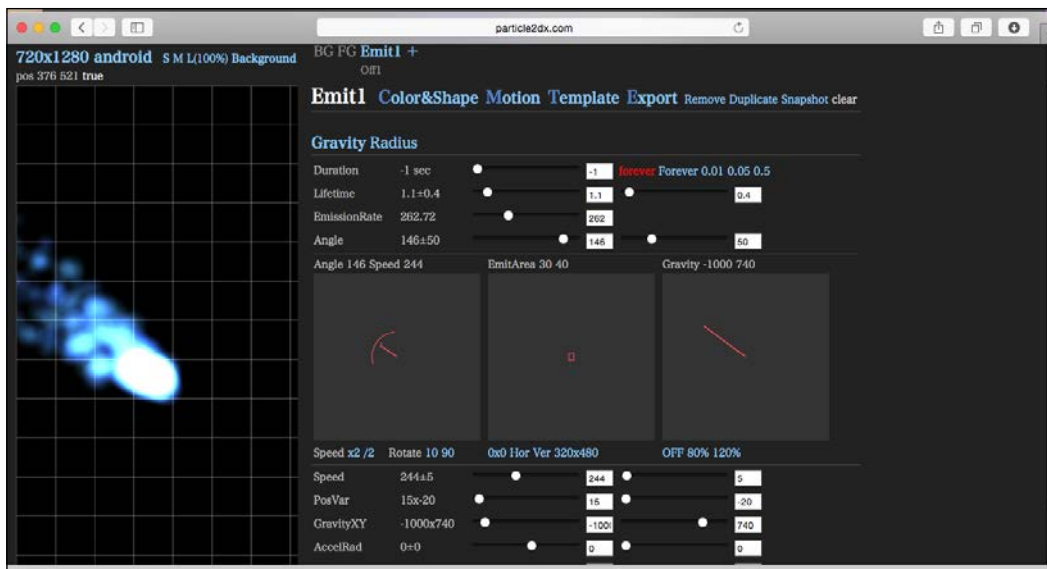 particle2dx.com
720x1280 android S M L(100%) Background
pos 376 521 true
BG FG Emit1 +
Off1
Emit1 Color&Shape Motion Template Export Remove Duplicate Snapshot clear
Gravity Radius
Duration -1 sec -1 forever Forever 0.01 0.05 0.5
Lifetime 1.1±0.4 1.1 0.4
EmissionRate 262.72 262
Angle 146±50 146 50
Angle 146 Speed 244 EmitArea 30 40 Gravity -1000 740
Speed x2 /2 Rotate 10 90 0x0 Hor Ver 320x480 OFF 80% 120%
Speed 244±5 244 5
PosVar 15x-20 15 -20
GravityXY -1000x740 -100 740
AccelRad 0±0 0 0